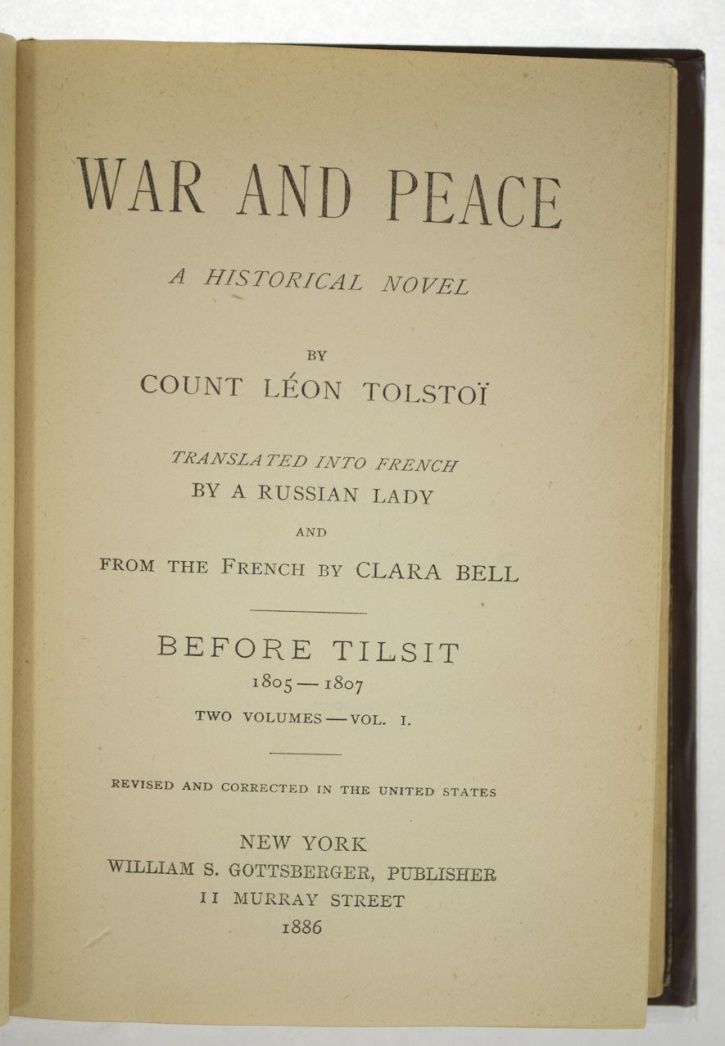 WAR AND PEACE
A HISTORICAL NOVEL
BY
COUNT LÉON TOLSTOÏ
TRANSLATED INTO FRENCH
BY A RUSSIAN LADY
AND
FROM THE FRENCH BY CLARA BELL
BEFORE TILSIT
1805—1807
TWO VOLUMES—VOL. I.
REVISED AND CORRECTED IN THE UNITED STATES
NEW YORK
WILLIAM S. GOTTSBERGER, PUBLISHER
11 MURRAY STREET
1886